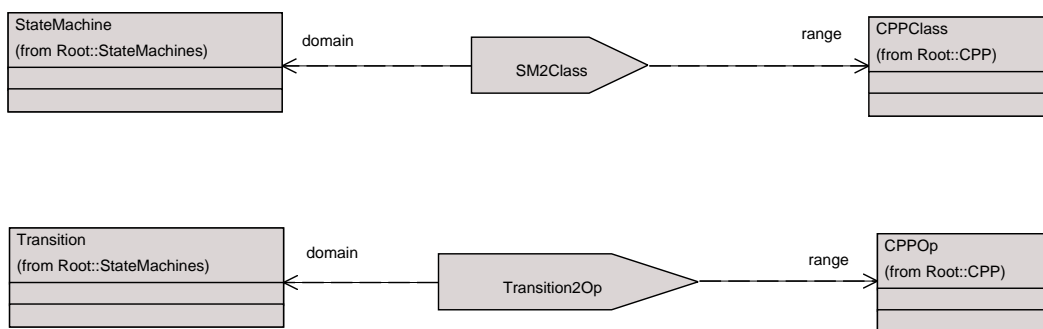 StateMachine
(from Root::StateMachines)
domain
SM2Class
range
CPPClass
(from Root::CPP)
Transition
(from Root::StateMachines)
domain
Transition2Op
range
CPPOp
(from Root::CPP)